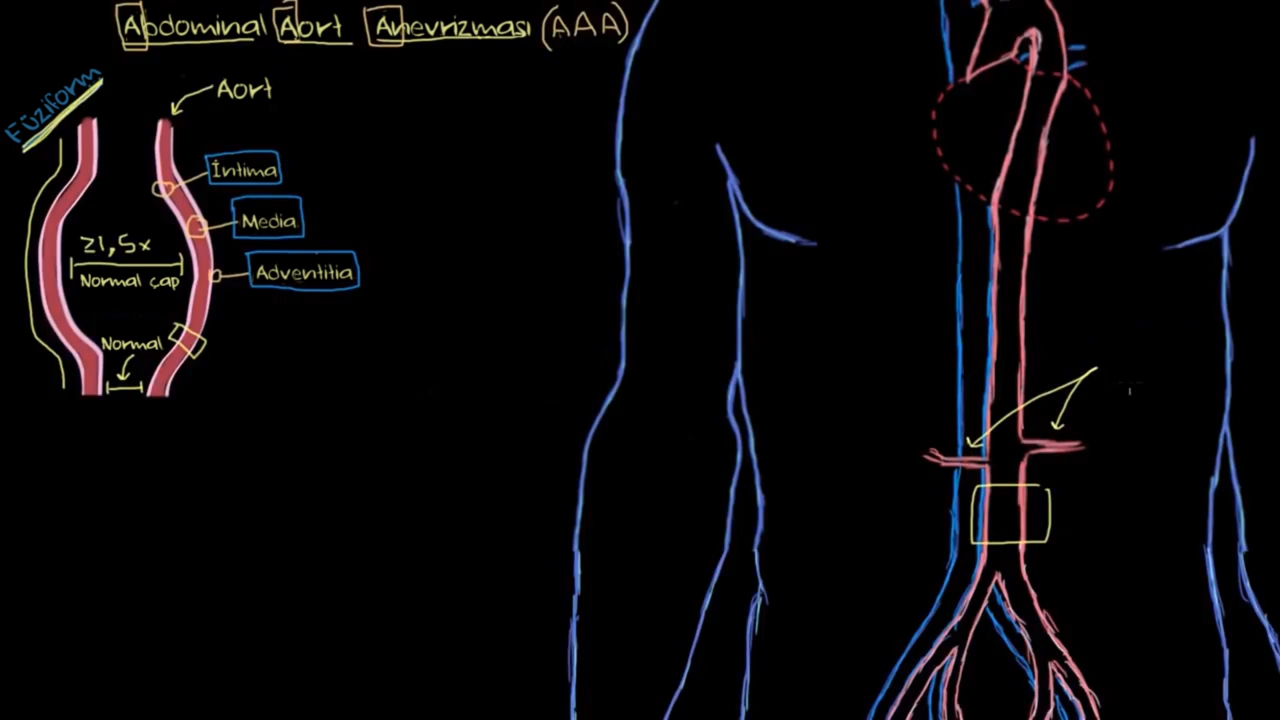 Abdominal Aort Anevrizması (AAA)
Füziform
Aort
İntima
Media
≥1,5x
Normal çap
Adventitia
Normal